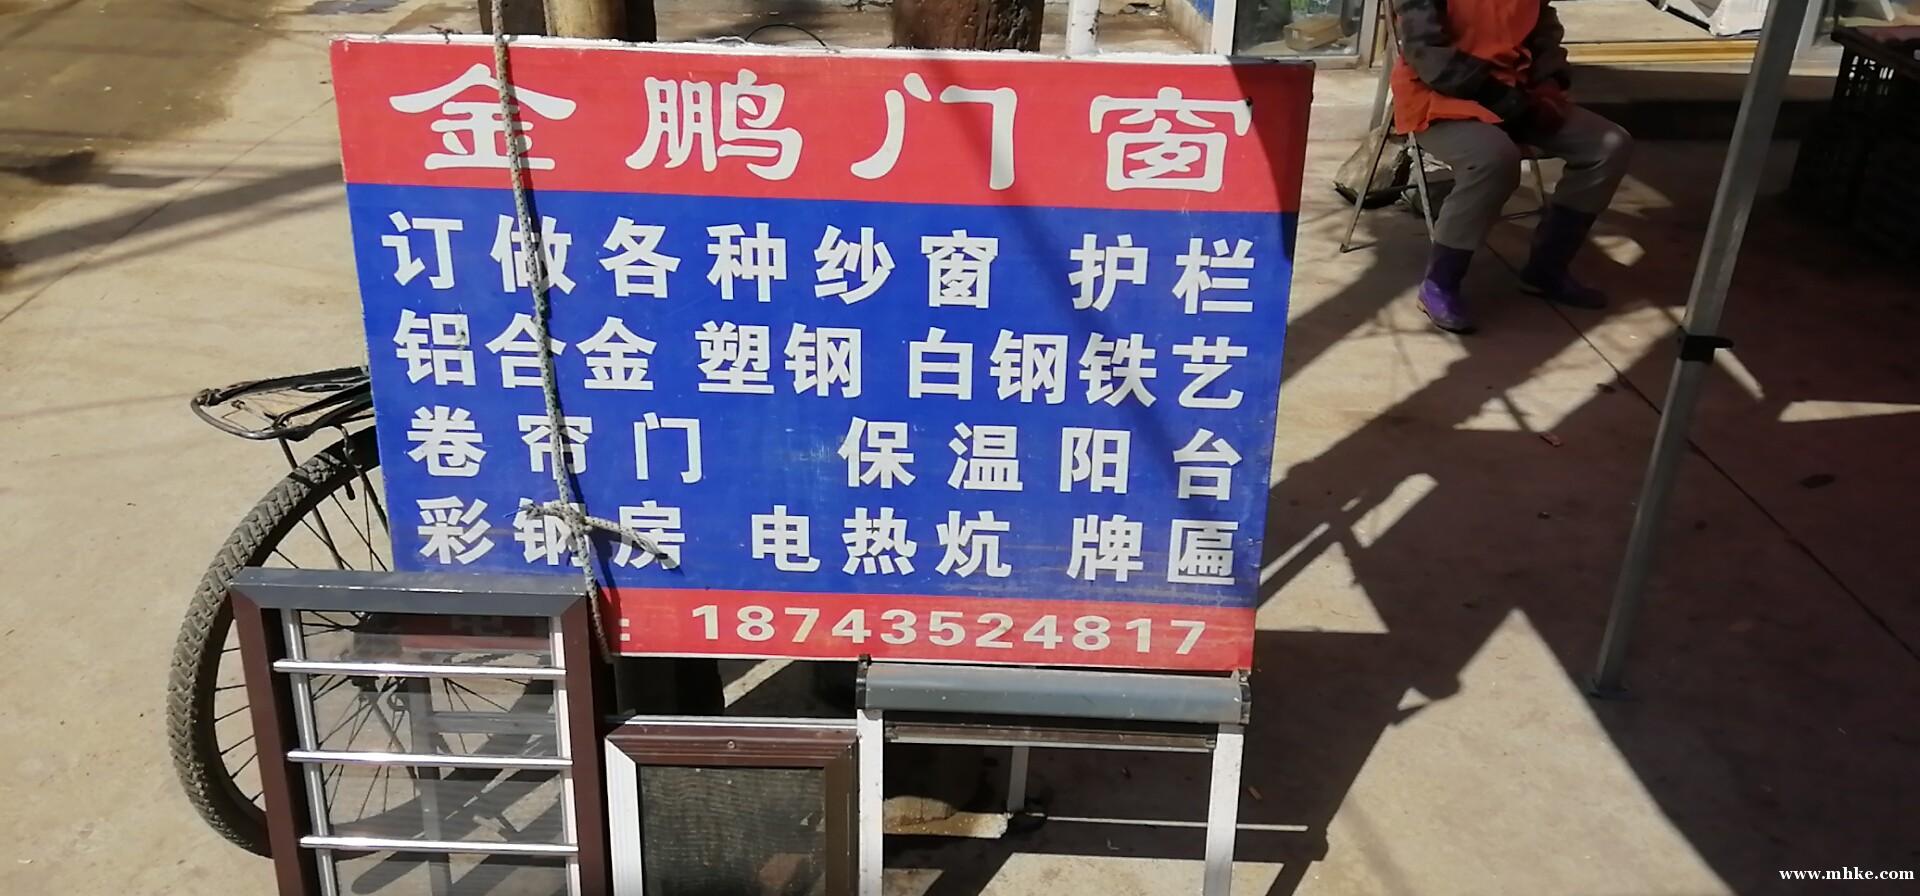 金鹏门窗
订做各种纱窗 护栏
铝合金 塑钢 白钢铁艺
卷帘门 保温阳台
彩钢房 电热炕 牌匾
: 18743524817
www.mhke.com